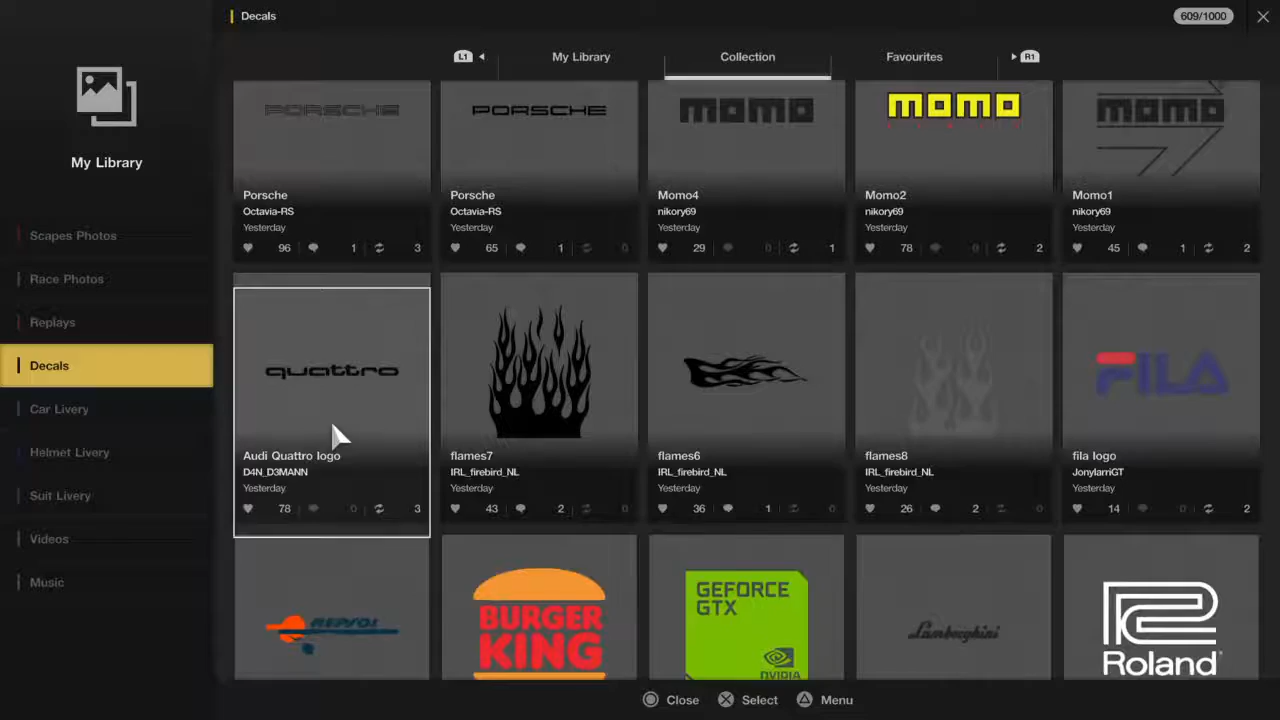 Decals
609/1000
L1
My Library
Collection
Favourites
R1
My Library
Scapes Photos
Race Photos
Replays
Decals
Car Livery
Helmet Livery
Suit Livery
Videos
Music
PORSCHE
Porsche
Octavia-RS
Yesterday
96 1 3
PORSCHE
Porsche
Octavia-RS
Yesterday
65 1 0
momo
Momo4
nikory69
Yesterday
29 0 1
momo
Momo2
nikory69
Yesterday
78 0 2
momo
Momo1
nikory69
Yesterday
45 1 2
quattro
Audi Quattro logo
D4N_D3MANN
Yesterday
78 0 3
flames7
IRL_firebird_NL
Yesterday
43 2 0
flames6
IRL_firebird_NL
Yesterday
36 1 0
flames8
IRL_firebird_NL
Yesterday
26 2 0
FILA
fila logo
JonylarriGT
Yesterday
14 0 2
REPSOL
BURGER
KING
GEFORCE
GTX
NVIDIA
Lamborghini
Roland
Close
Select
Menu